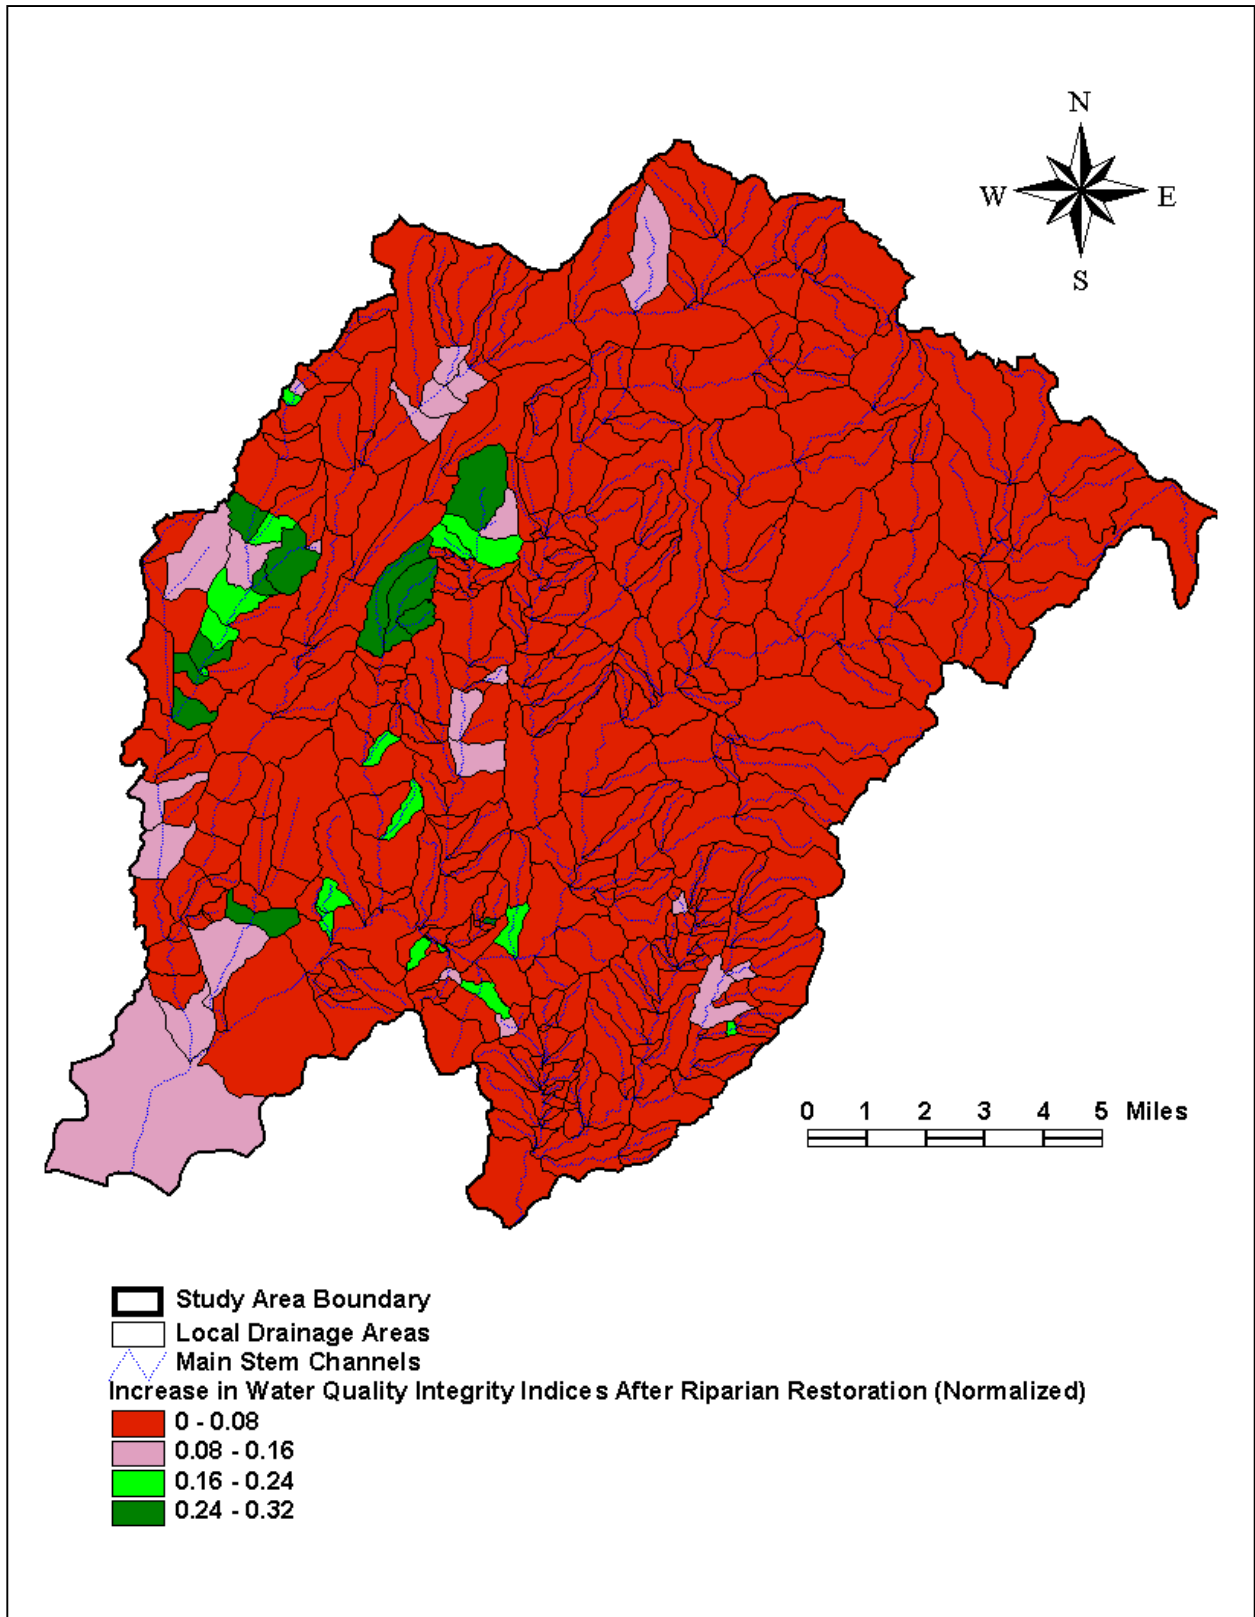 N
W E
S
0 1 2 3 4 5 Miles
Study Area Boundary
Local Drainage Areas
Main Stem Channels
Increase in Water Quality Integrity Indices After Riparian Restoration (Normalized)
0 - 0.08
0.08 - 0.16
0.16 - 0.24
0.24 - 0.32